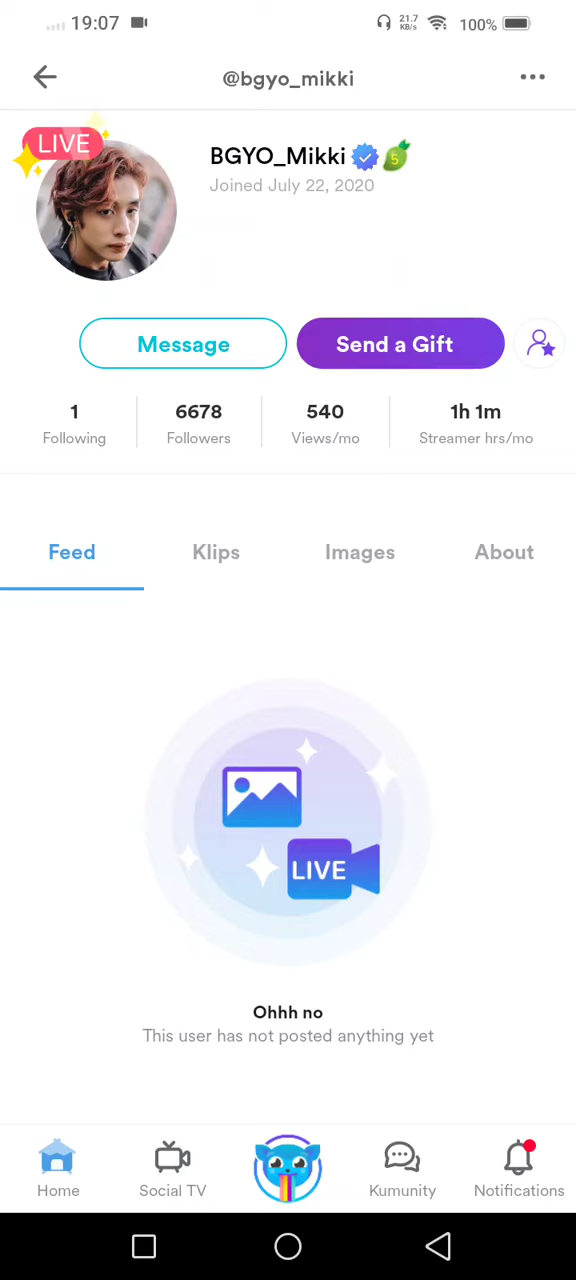 19:07
21.7
KB/s
100%
@bgyo_mikki
LIVE
BGYO_Mikki
5
Joined July 22, 2020
Message
Send a Gift
1
6678
540
1h 1m
Following
Followers
Views/mo
Streamer hrs/mo
Feed
Klips
Images
About
LIVE
Ohhh no
This user has not posted anything yet
Home
Social TV
Kumunity
Notifications